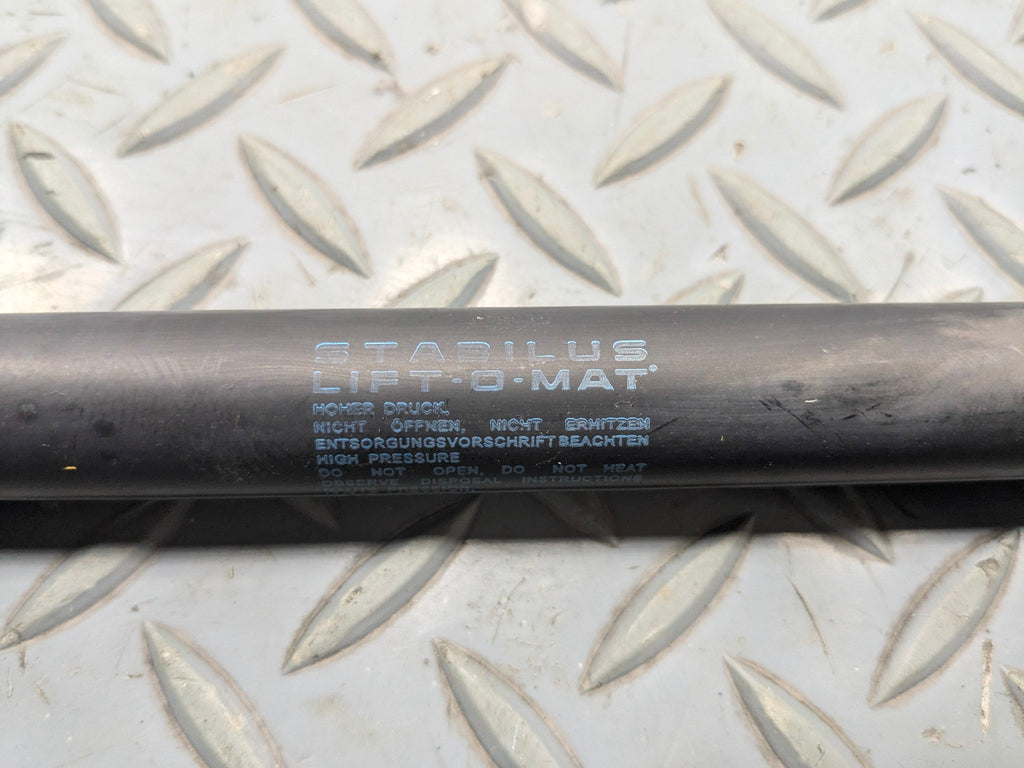 STABILUS
LIFT-O-MAT®
HOHER DRUCK.
NICHT ÖFFNEN, NICHT ERHITZEN
ENTSORGUNGSVORSCHRIFT BEACHTEN
HIGH PRESSURE
DO NOT OPEN, DO NOT HEAT
OBSERVE DISPOSAL INSTRUCTIONS